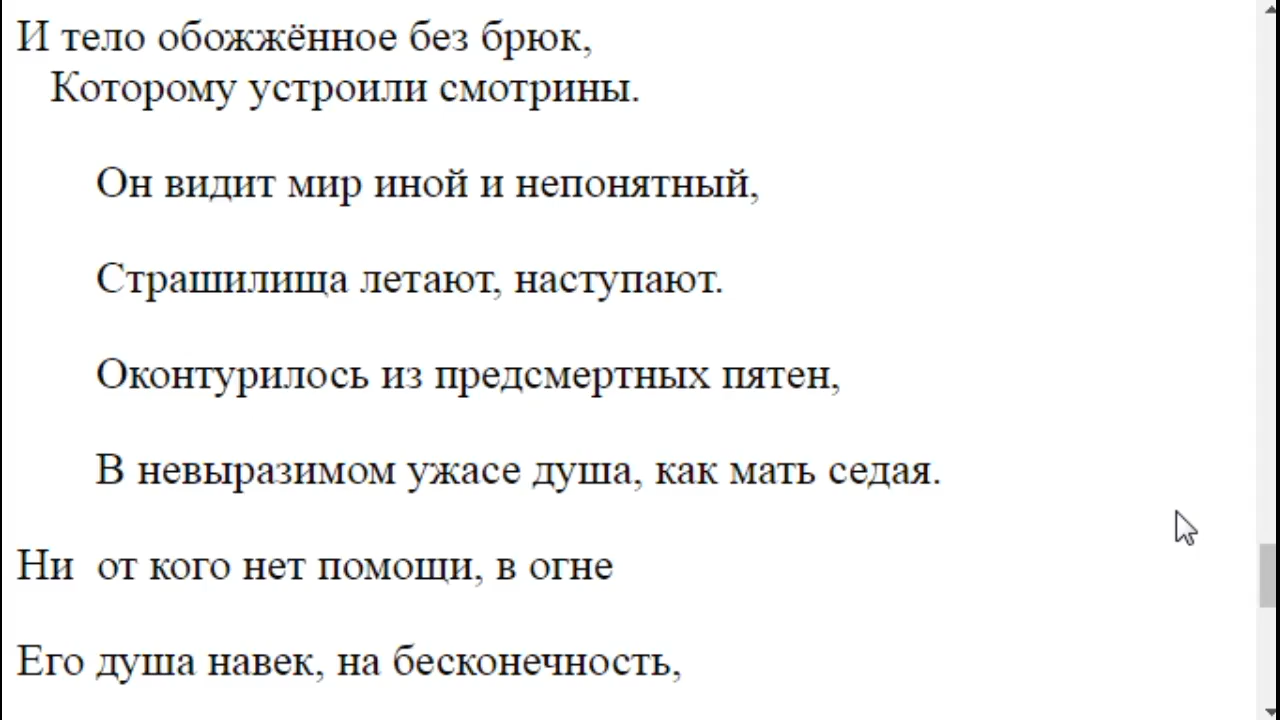 И тело обожжённое без брюк,
Которому устроили смотрины.
Он видит мир иной и непонятный,
Страшилища летают, наступают.
Оконтурилось из предсмертных пятен,
В невыразимом ужасе душа, как мать седая.
Ни  от кого нет помощи, в огне
Его душа навек, на бесконечность,